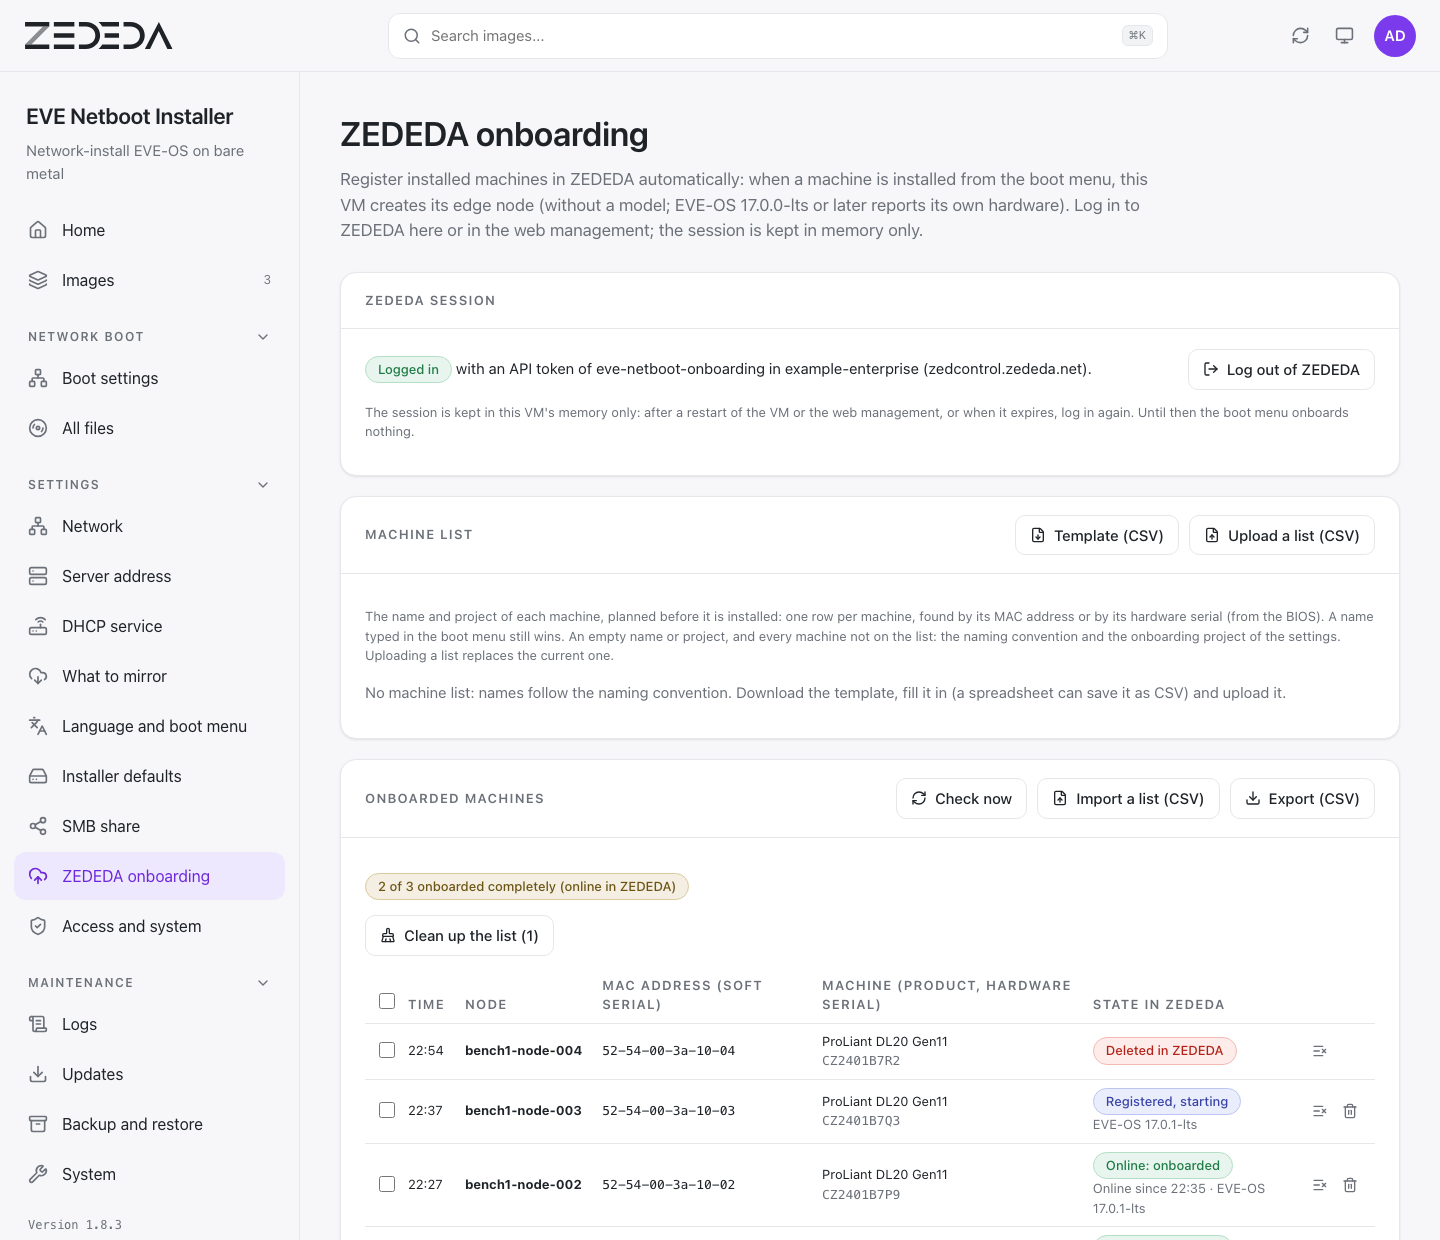 ZEDEDA
Search images...
⌘K
AD
EVE Netboot Installer
Network-install EVE-OS on bare
metal
Home
Images
3
NETWORK BOOT
Boot settings
All files
SETTINGS
Network
Server address
DHCP service
What to mirror
Language and boot menu
Installer defaults
SMB share
ZEDEDA onboarding
Access and system
MAINTENANCE
Logs
Updates
Backup and restore
System
Version 1.8.3
ZEDEDA onboarding
Register installed machines in ZEDEDA automatically: when a machine is installed from the boot menu, this
VM creates its edge node (without a model; EVE-OS 17.0.0-lts or later reports its own hardware). Log in to
ZEDEDA here or in the web management; the session is kept in memory only.
ZEDEDA SESSION
Logged in with an API token of eve-netboot-onboarding in example-enterprise (zedcontrol.zededa.net).
Log out of ZEDEDA
The session is kept in this VM's memory only: after a restart of the VM or the web management, or when it expires, log in again. Until then the boot menu onboards
nothing.
MACHINE LIST
Template (CSV)
Upload a list (CSV)
The name and project of each machine, planned before it is installed: one row per machine, found by its MAC address or by its hardware serial (from the BIOS). A name
typed in the boot menu still wins. An empty name or project, and every machine not on the list: the naming convention and the onboarding project of the settings.
Uploading a list replaces the current one.
No machine list: names follow the naming convention. Download the template, fill it in (a spreadsheet can save it as CSV) and upload it.
ONBOARDED MACHINES
Check now
Import a list (CSV)
Export (CSV)
2 of 3 onboarded completely (online in ZEDEDA)
Clean up the list (1)
TIME
NODE
MAC ADDRESS (SOFT
SERIAL)
MACHINE (PRODUCT, HARDWARE
SERIAL)
STATE IN ZEDEDA
22:54
bench1-node-004
52-54-00-3a-10-04
ProLiant DL20 Gen11
CZ2401B7R2
Deleted in ZEDEDA
22:37
bench1-node-003
52-54-00-3a-10-03
ProLiant DL20 Gen11
CZ2401B7Q3
Registered, starting
EVE-OS 17.0.1-lts
22:27
bench1-node-002
52-54-00-3a-10-02
ProLiant DL20 Gen11
CZ2401B7P9
Online: onboarded
Online since 22:35 · EVE-OS
17.0.1-lts